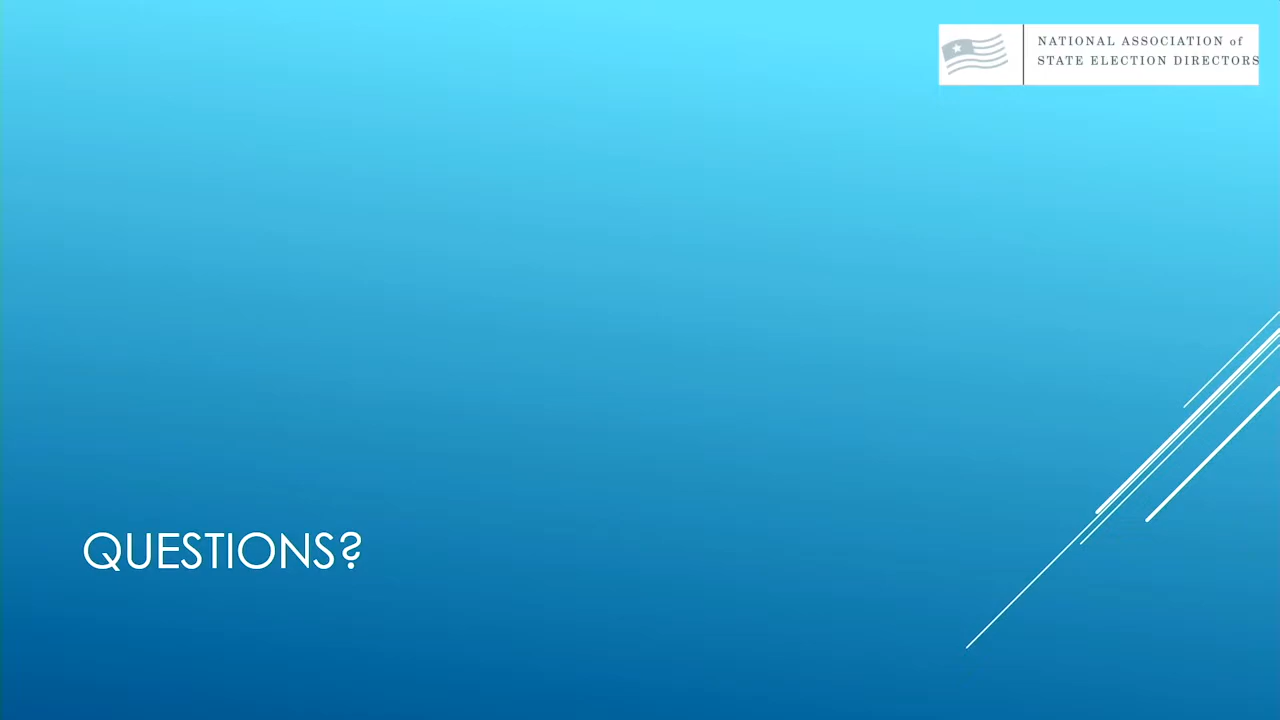 NATIONAL ASSOCIATION of
STATE ELECTION DIRECTORS
QUESTIONS?